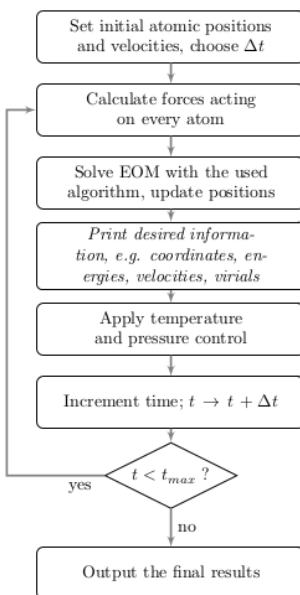 Set initial atomic positions
and velocities, choose Δt
Calculate forces acting
on every atom
Solve EOM with the used
algorithm, update positions
Print desired informa-
tion, e.g. coordinates, en-
ergies, velocities, virials
Apply temperature
and pressure control
Increment time; t → t + Δt
t < t_{max} ?
yes
no
Output the final results